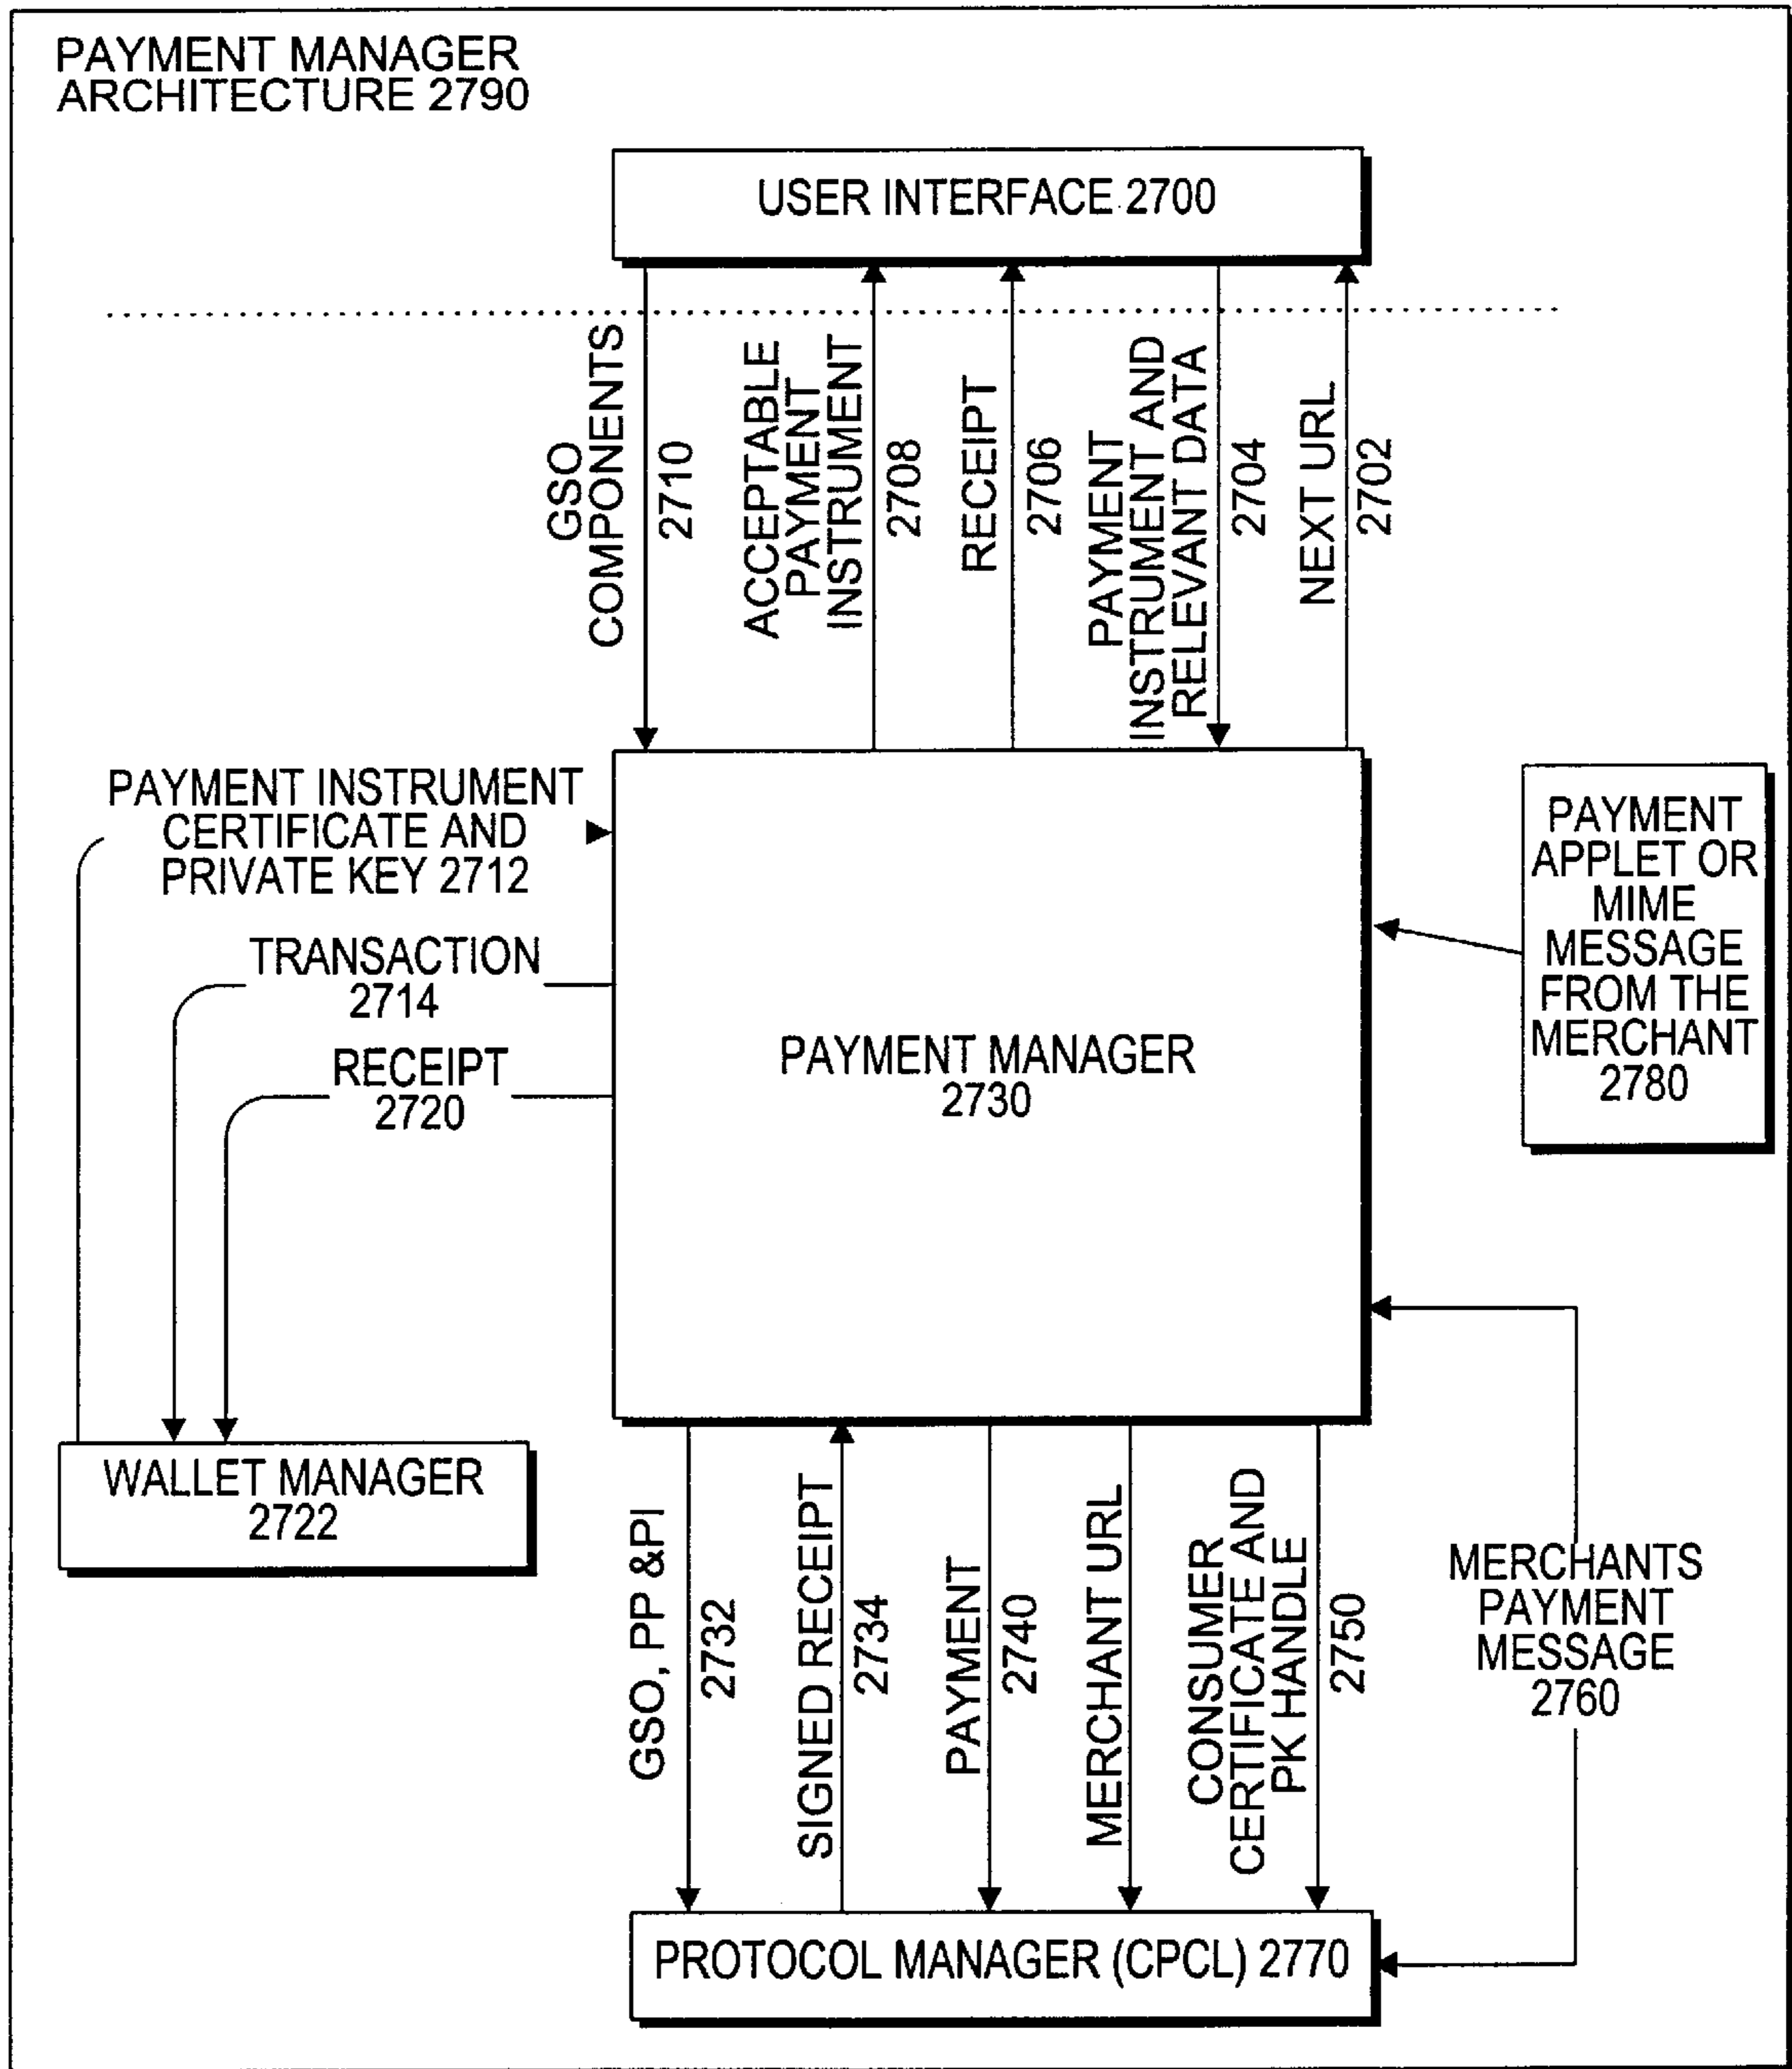 PAYMENT MANAGER
ARCHITECTURE 2790
USER INTERFACE 2700
GSO
COMPONENTS
2710
ACCEPTABLE
PAYMENT
INSTRUMENT
2708
RECEIPT
2706
PAYMENT
INSTRUMENT AND
RELEVANT DATA
2704
NEXT URL
2702
PAYMENT INSTRUMENT
CERTIFICATE AND
PRIVATE KEY 2712
TRANSACTION
2714
RECEIPT
2720
PAYMENT MANAGER
2730
PAYMENT
APPLET OR
MIME
MESSAGE
FROM THE
MERCHANT
2780
WALLET MANAGER
2722
GSO, PP &PI
2732
SIGNED RECEIPT
2734
PAYMENT
2740
MERCHANT URL
CONSUMER
CERTIFICATE AND
PK HANDLE
2750
MERCHANTS
PAYMENT
MESSAGE
2760
PROTOCOL MANAGER (CPCL) 2770